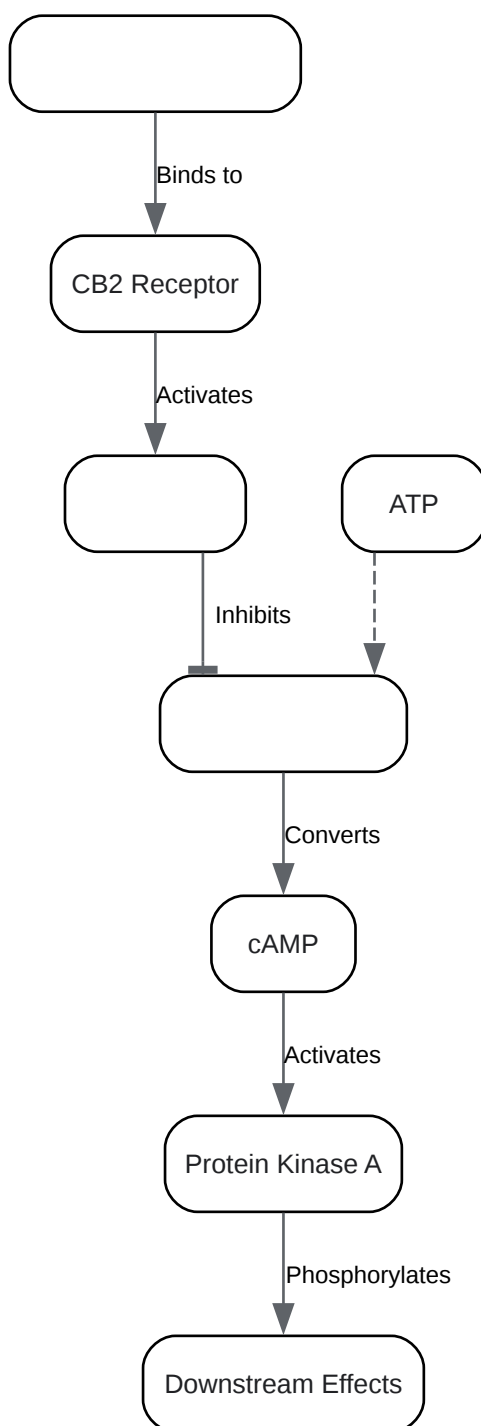 Binds to
CB2 Receptor
Activates
ATP
Inhibits
Converts
cAMP
Activates
Protein Kinase A
Phosphorylates
Downstream Effects